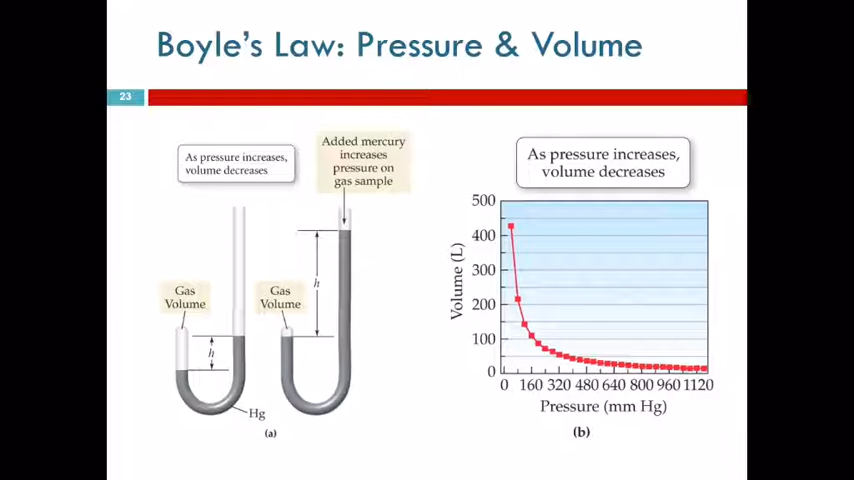 Boyle's Law: Pressure & Volume
23
As pressure increases,
volume decreases
Added mercury
increases
pressure on
gas sample
Gas
Volume
h
Hg
Gas
Volume
h
(a)
As pressure increases,
volume decreases
Volume (L)
500
400
300
200
100
0
0 160 320 480 640 800 960 1120
Pressure (mm Hg)
(b)